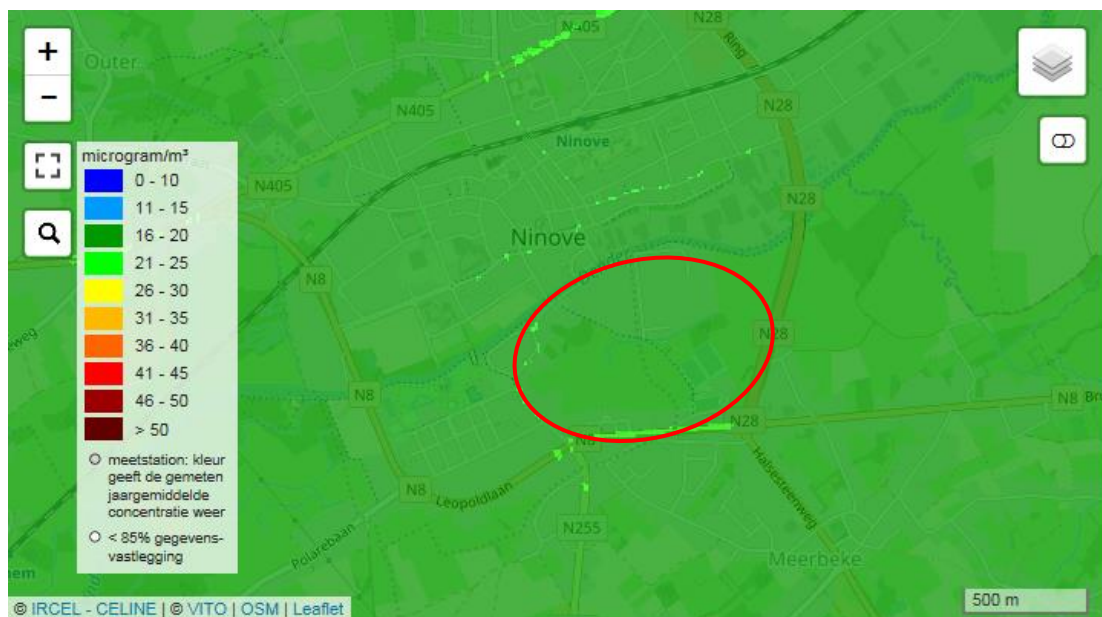 +
−
Outer
N405
N28
Ring
N405
N28
Ninove
N405
N28
Ninove
N8
N28
N8
N8 Br
N28
N8
N8
Leopoldlaan
Halsesteenweg
N255
Polarebaan
Meerbeke
microgram/m³
0 - 10
11 - 15
16 - 20
21 - 25
26 - 30
31 - 35
36 - 40
41 - 45
46 - 50
> 50
meetstation: kleur
geeft de gemeten
jaargemiddelde
concentratie weer
< 85% gegevens-
vastlegging
500 m
© IRCEL - CELINE | © VITO | OSM | Leaflet